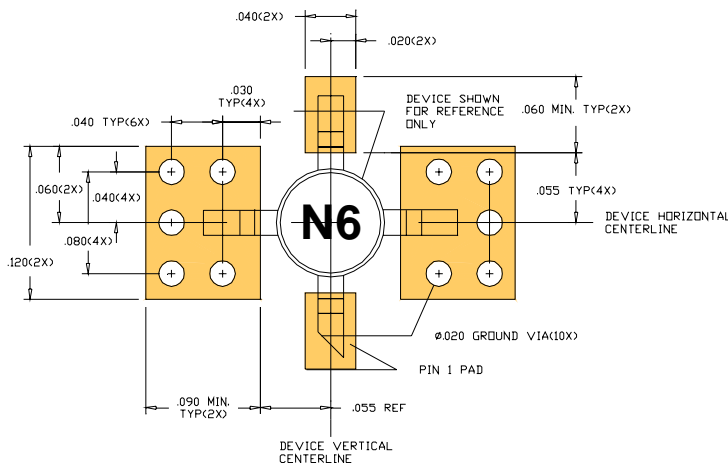 .040(2X)
.020(2X)
.030
TYP(4X)
.040 TYP(6X)
DEVICE SHOWN
FOR REFERENCE
ONLY
.060 MIN. TYP(2X)
.060(2X)
.040(4X)
.055 TYP(4X)
N6
DEVICE HORIZONTAL
CENTERLINE
.080(4X)
.120(2X)
Ø.020 GROUND VIA(10X)
PIN 1 PAD
.090 MIN.
TYP(2X)
.055 REF
DEVICE VERTICAL
CENTERLINE